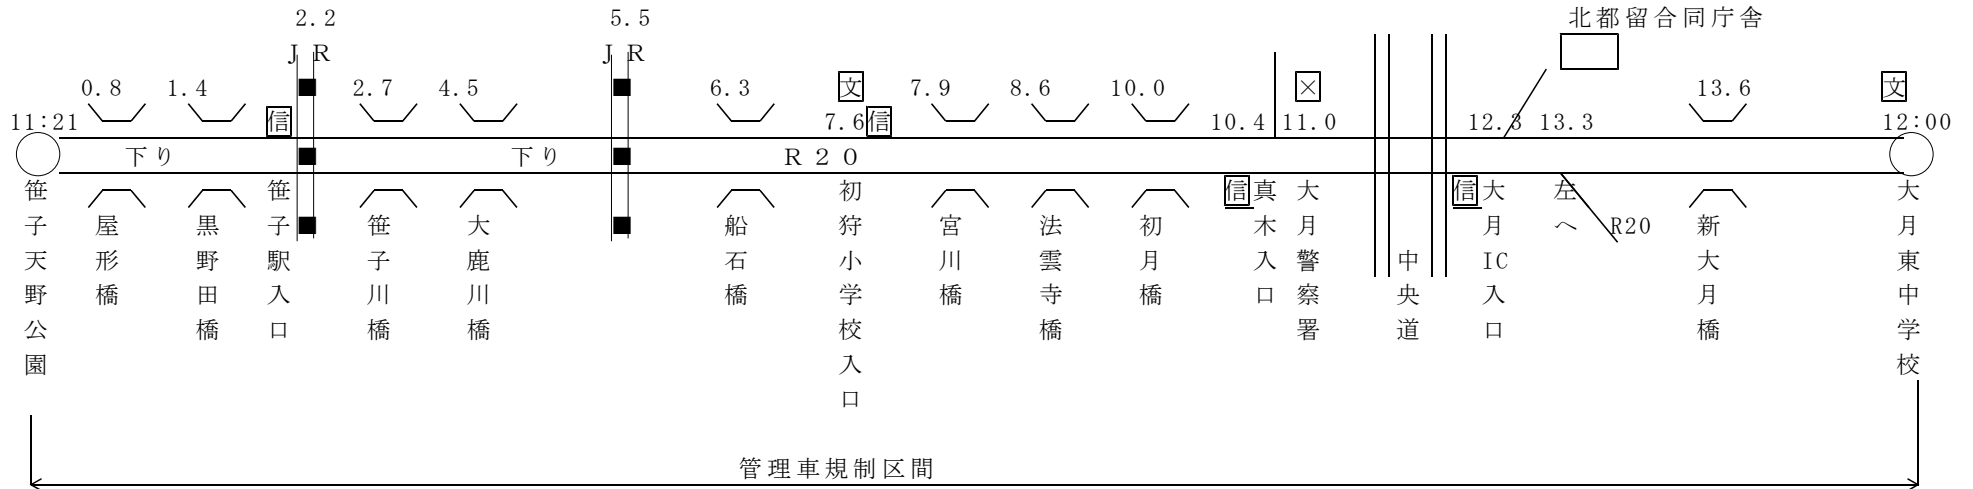 2.2
5.5
北都留合同庁舎
JR
JR
0.8
1.4
2.7
4.5
6.3
文
7.9
8.6
10.0
×
13.6
文
11:21
信
7.6
信
10.4
11.0
12.3
13.3
12:00
下り
下り
R20
笹子天野公園
屋形橋
黒野田橋
笹子駅入口
笹子川橋
大鹿川橋
船石橋
初狩小学校入口
宮川橋
法雲寺橋
初月橋
信
真木入口
大月警察署
中央道
信
大月IC入口
左へ
R20
新大月橋
大月東中学校
管理車規制区間